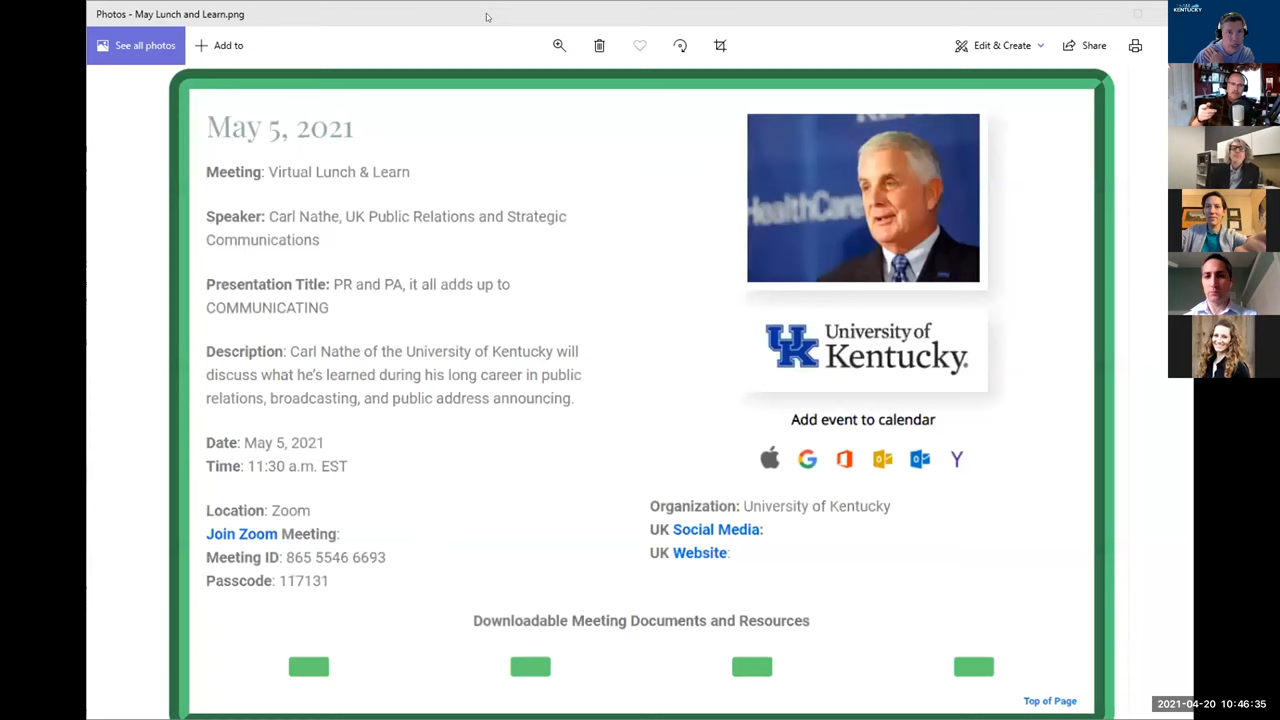 Photos - May Lunch and Learn.png
See all photos
Add to
Edit & Create
Share
KENTUCKY
May 5, 2021
Meeting: Virtual Lunch & Learn
Speaker: Carl Nathe, UK Public Relations and Strategic
Communications
Presentation Title: PR and PA, it all adds up to
COMMUNICATING
Description: Carl Nathe of the University of Kentucky will
discuss what he's learned during his long career in public
relations, broadcasting, and public address announcing.
Date: May 5, 2021
Time: 11:30 a.m. EST
Location: Zoom
Join Zoom Meeting:
Meeting ID: 865 5546 6693
Passcode: 117131
HealthCare
UK
University of
Kentucky.
Add event to calendar
Organization: University of Kentucky
UK Social Media:
UK Website:
Downloadable Meeting Documents and Resources
Top of Page
2021-04-20 10:46:35